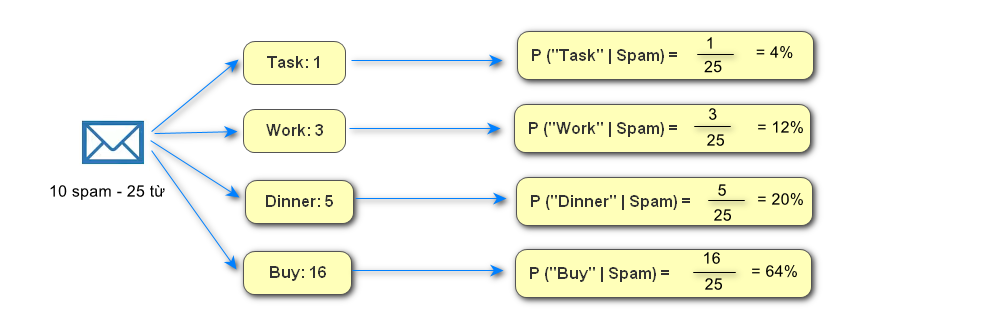 Task: 1
P ("Task" | Spam) = 1/25 = 4%
Work: 3
P ("Work" | Spam) = 3/25 = 12%
10 spam - 25 từ
Dinner: 5
P ("Dinner" | Spam) = 5/25 = 20%
Buy: 16
P ("Buy" | Spam) = 16/25 = 64%